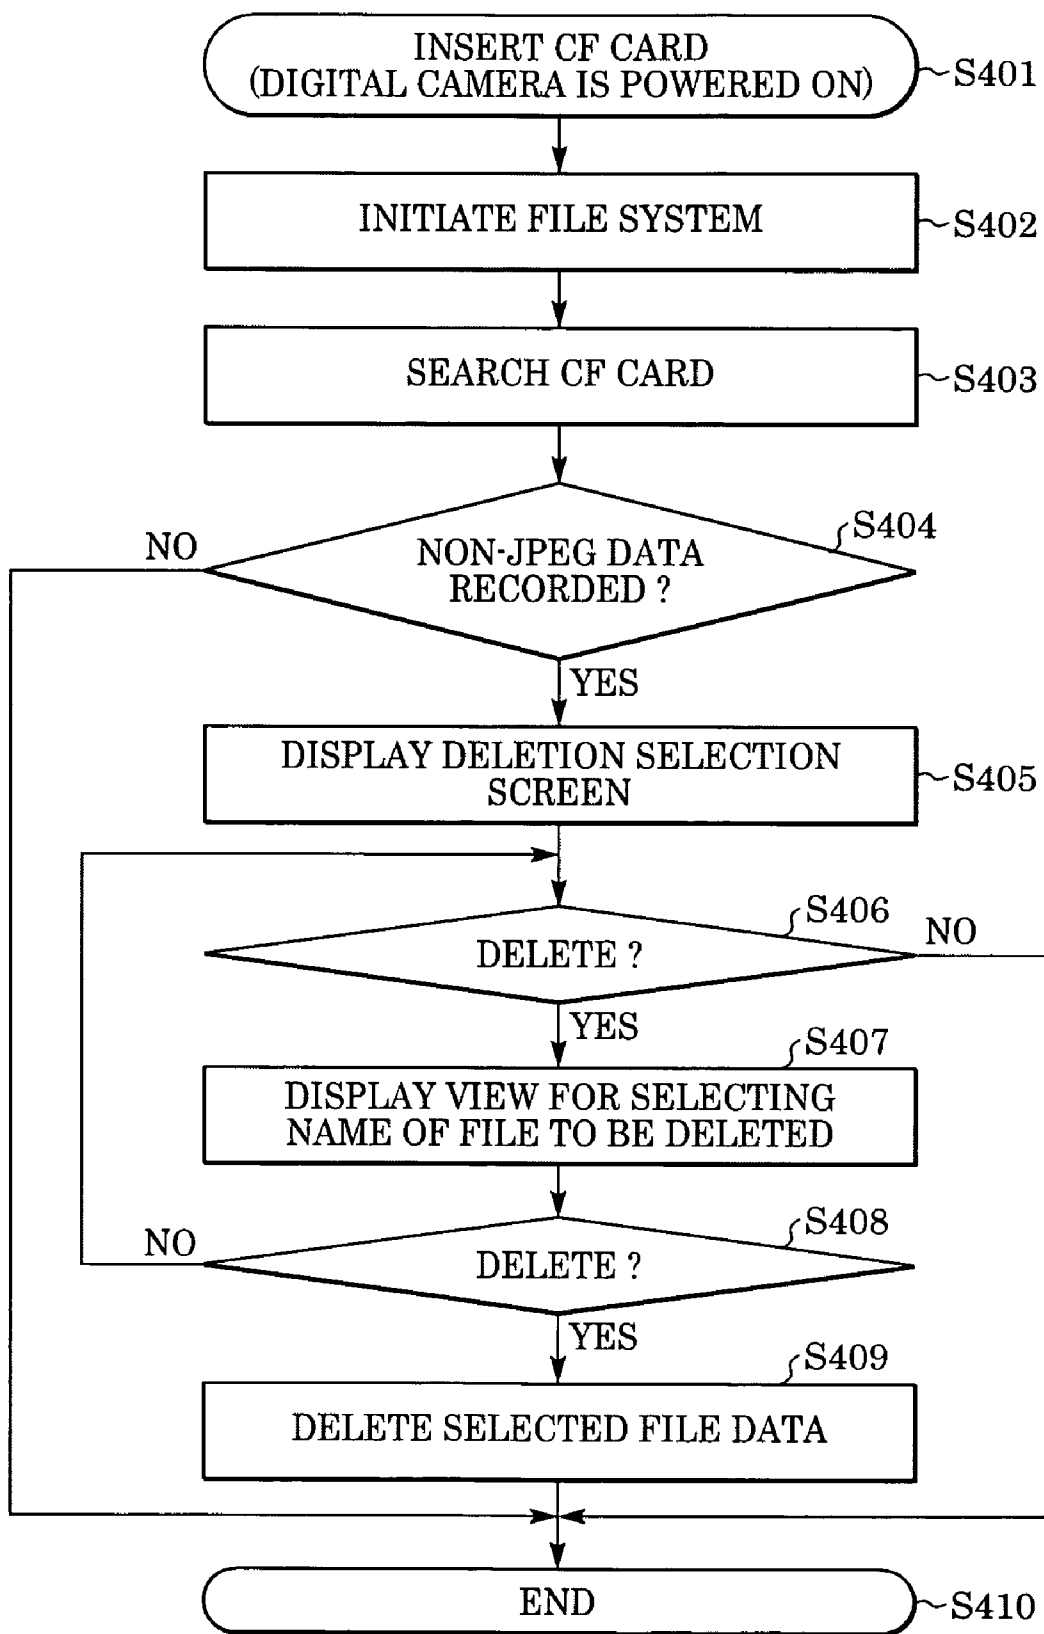 INSERT CF CARD
(DIGITAL CAMERA IS POWERED ON)
S401
INITIATE FILE SYSTEM
S402
SEARCH CF CARD
S403
S404
NO
NON-JPEG DATA
RECORDED ?
YES
DISPLAY DELETION SELECTION
SCREEN
S405
S406
NO
DELETE ?
YES
S407
DISPLAY VIEW FOR SELECTING
NAME OF FILE TO BE DELETED
S408
NO
DELETE ?
YES
S409
DELETE SELECTED FILE DATA
END
S410